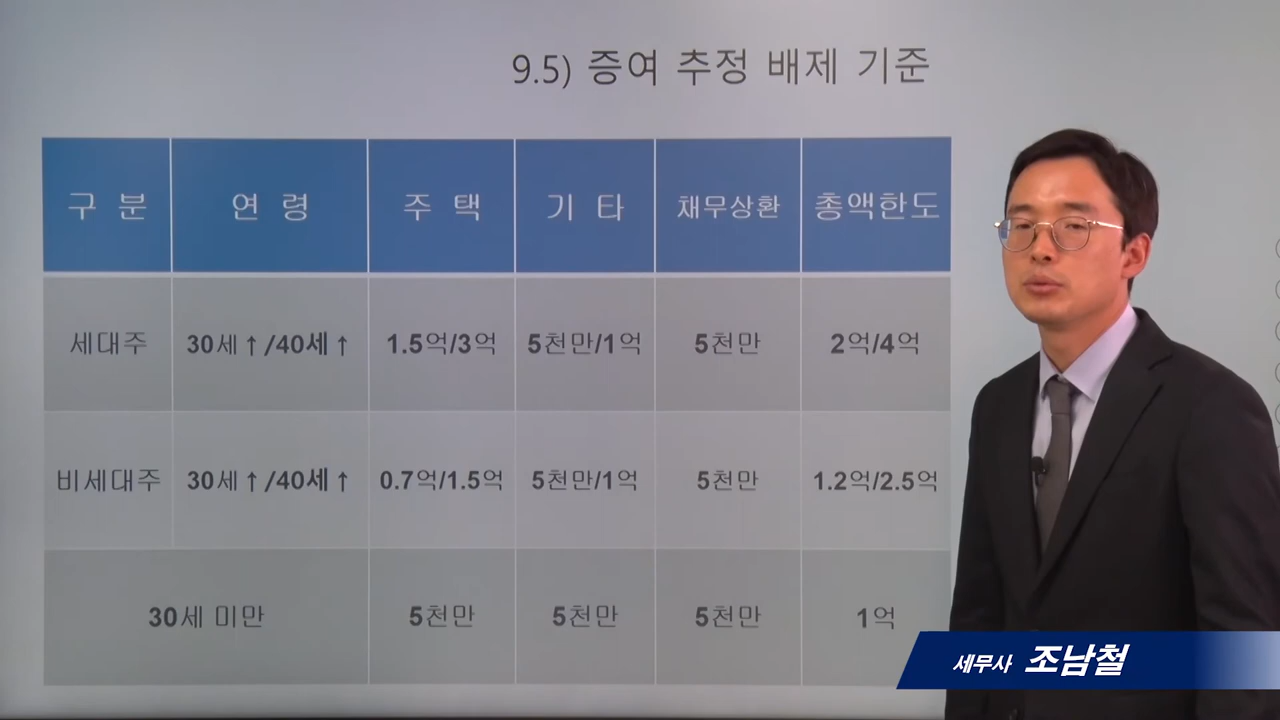 9.5) 증여 추정 배제 기준
구 분 연 령 주 택 기 타 채무상환 총액한도
세대주 30세↑/40세↑ 1.5억/3억 5천만/1억 5천만 2억/4억
비세대주 30세↑/40세↑ 0.7억/1.5억 5천만/1억 5천만 1.2억/2.5억
30세 미만 5천만 5천만 5천만 1억
세무사 조남철